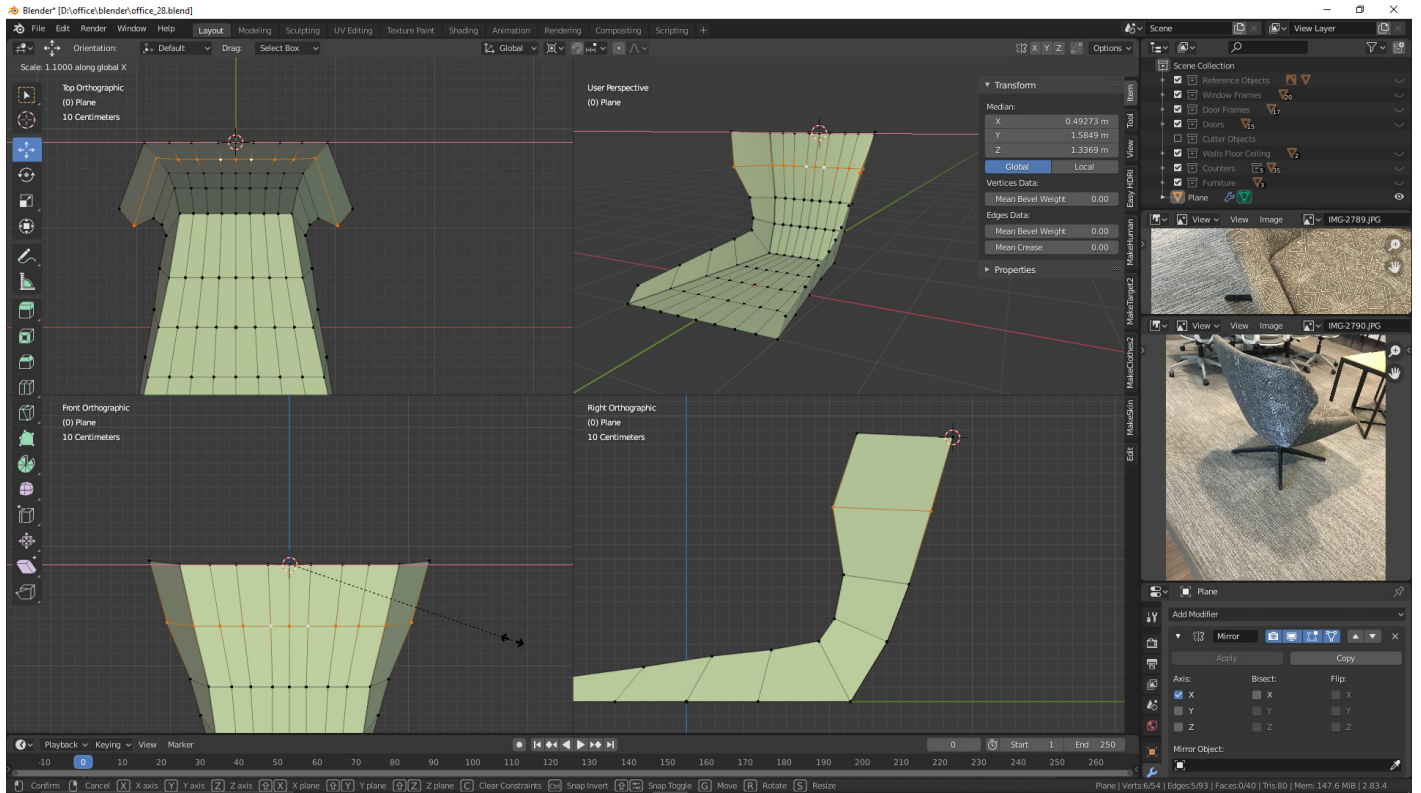 Blender* [D:\office\blender\office_28.blend]
File Edit Render Window Help Layout Modeling Sculpting UV Editing Texture Paint Shading Animation Rendering Compositing Scripting + Scene View Layer
Orientation: Default Drag: Select Box Global X Y Z Options
Scale: 1.1000 along global X
Top Orthographic
(0) Plane
10 Centimeters
User Perspective
(0) Plane
Transform
Median:
X 0.49273 m
Y 1.5849 m
Z 1.3369 m
Global Local
Vertices Data:
Mean Bevel Weight 0.00
Edges Data:
Mean Bevel Weight 0.00
Mean Crease 0.00
Properties
Item
Tool
View
Easy HDRI
MakeHuman
MakeTarget2
MakeClothes2
MakeSkin
Edit
Scene Collection
Reference Objects
Window Frames 20
Door Frames 17
Doors 15
Cutter Objects
Walls Floor Ceiling 2
Counters 5 35
Furniture 3
Plane
View View Image IMG-2789.JPG
View View Image IMG-2790.JPG
Front Orthographic
(0) Plane
10 Centimeters
Right Orthographic
(0) Plane
10 Centimeters
Plane
Add Modifier
Mirror
Apply Copy
Axis: Bisect: Flip:
X X X
Y Y Y
Z Z Z
Mirror Object:
Playback Keying View Marker 0 Start 1 End 250
-10 0 10 20 30 40 50 60 70 80 90 100 110 120 130 140 150 160 170 180 190 200 210 220 230 240 250 260
Confirm Cancel X X axis Y Y axis Z Z axis X X plane Y Y plane Z Z plane C Clear Constraints Ctrl Snap Invert Snap Toggle G Move R Rotate S Resize Plane | Verts:6/54 | Edges:5/93 | Faces:0/40 | Tris:80 | Mem: 147.6 MiB | 2.83.4